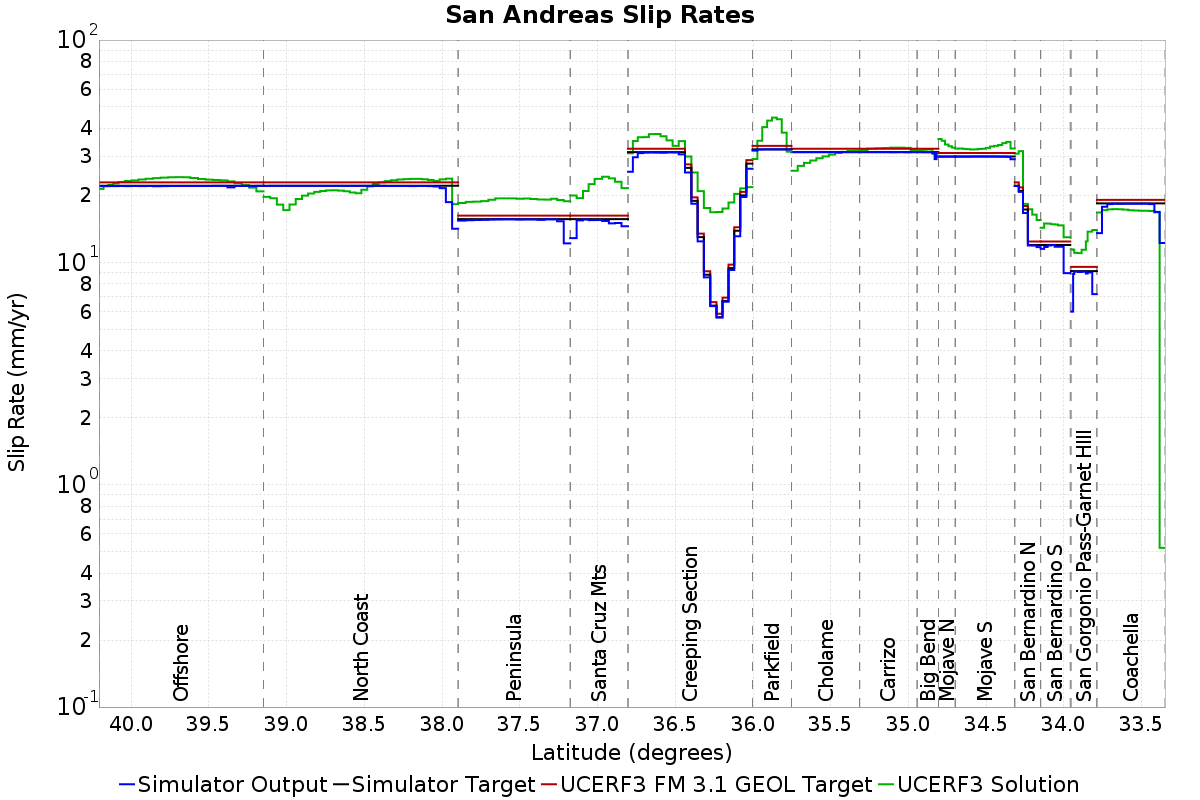 San Andreas Slip Rates
Slip Rate (mm/yr)
10^2
8
6
4
3
2
10^1
8
6
4
3
2
10^0
8
6
4
3
2
10^-1
Offshore
North Coast
Peninsula
Santa Cruz Mts
Creeping Section
Parkfield
Cholame
Carrizo
Big Bend
Mojave N
Mojave S
San Bernardino N
San Bernardino S
San Gorgonio Pass-Garnet HIll
Coachella
40.0 39.5 39.0 38.5 38.0 37.5 37.0 36.5 36.0 35.5 35.0 34.5 34.0 33.5
Latitude (degrees)
Simulator Output Simulator Target UCERF3 FM 3.1 GEOL Target UCERF3 Solution